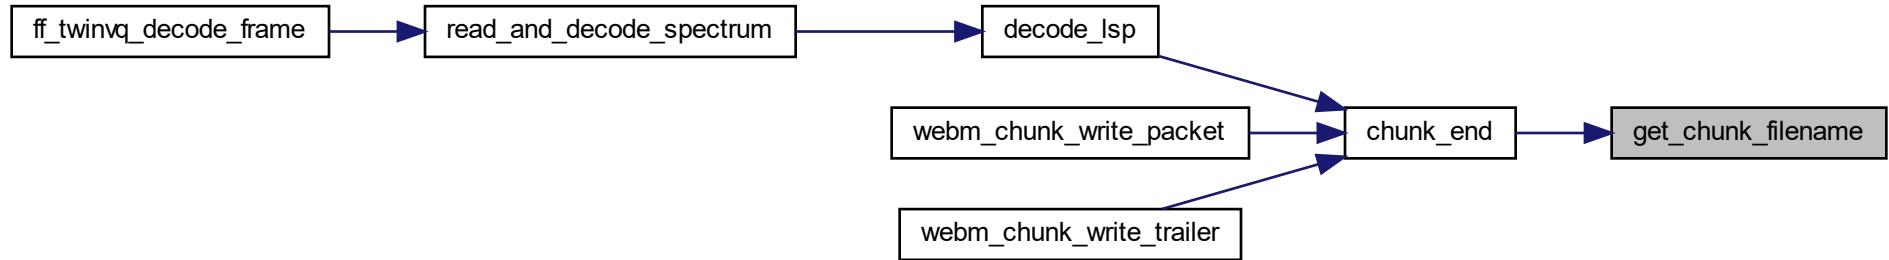 ff_twinvq_decode_frame
read_and_decode_spectrum
decode_lsp
webm_chunk_write_packet
chunk_end
get_chunk_filename
webm_chunk_write_trailer